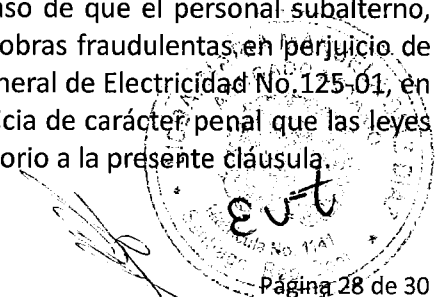 aso de que el personal subalterno,
obras fraudulentas en perjuicio de
neral de Electricidad No.125-01, en
cia de carácter penal que las leyes
orio a la presente cláusula.
Página 28 de 30